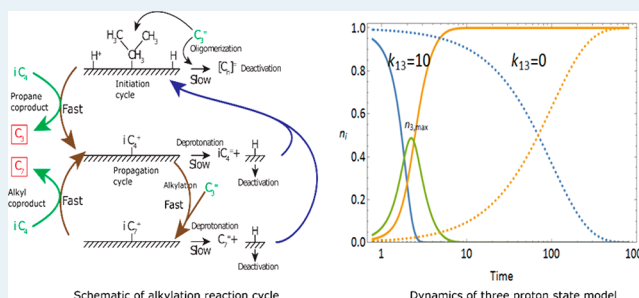 H₃C CH₃
CH₃
C₃⁼
Oligomerization
H⁺
H
[Cₙ]⁼ Deactivation
Slow
Initiation
cycle
iC₄
Propane
coproduct
Fast
C₃
C₇
Alkyl
coproduct
iC₄
Fast
iC₄⁺
Propagation
cycle
Deprotonation
Slow
iC₄⁼+
H
Deactivation
Alkylation
Fast
C₃⁼
iC₇⁺
Deprotonation
Slow
C₇⁼+
H
Deactivation
Schematic of alkylation reaction cycle
1.0
0.8
0.6
0.4
0.2
0.0
nᵢ
k₁₃=10
k₁₃=0
n₃,max
1 10 100 1000
Time
Dynamics of three proton state model